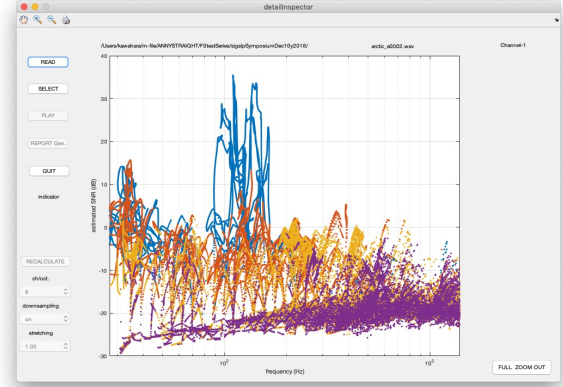 detailInspector
/Users/kawahara/m-file/ANNYSTRAIGHT/F0testSeries/sigslpSymposiumDec10y2018/ arctic_a0002.wav Channel-1
READ
SELECT
PLAY
REPORT Gen.
QUIT
indicator
RECALCULATE
ch/oct.
6
downsampling
on
stretching
1.05
estimated SNR (dB)
40
30
20
10
0
-10
-20
-30
10^2
10^3
frequency (Hz)
FULL ZOOM OUT